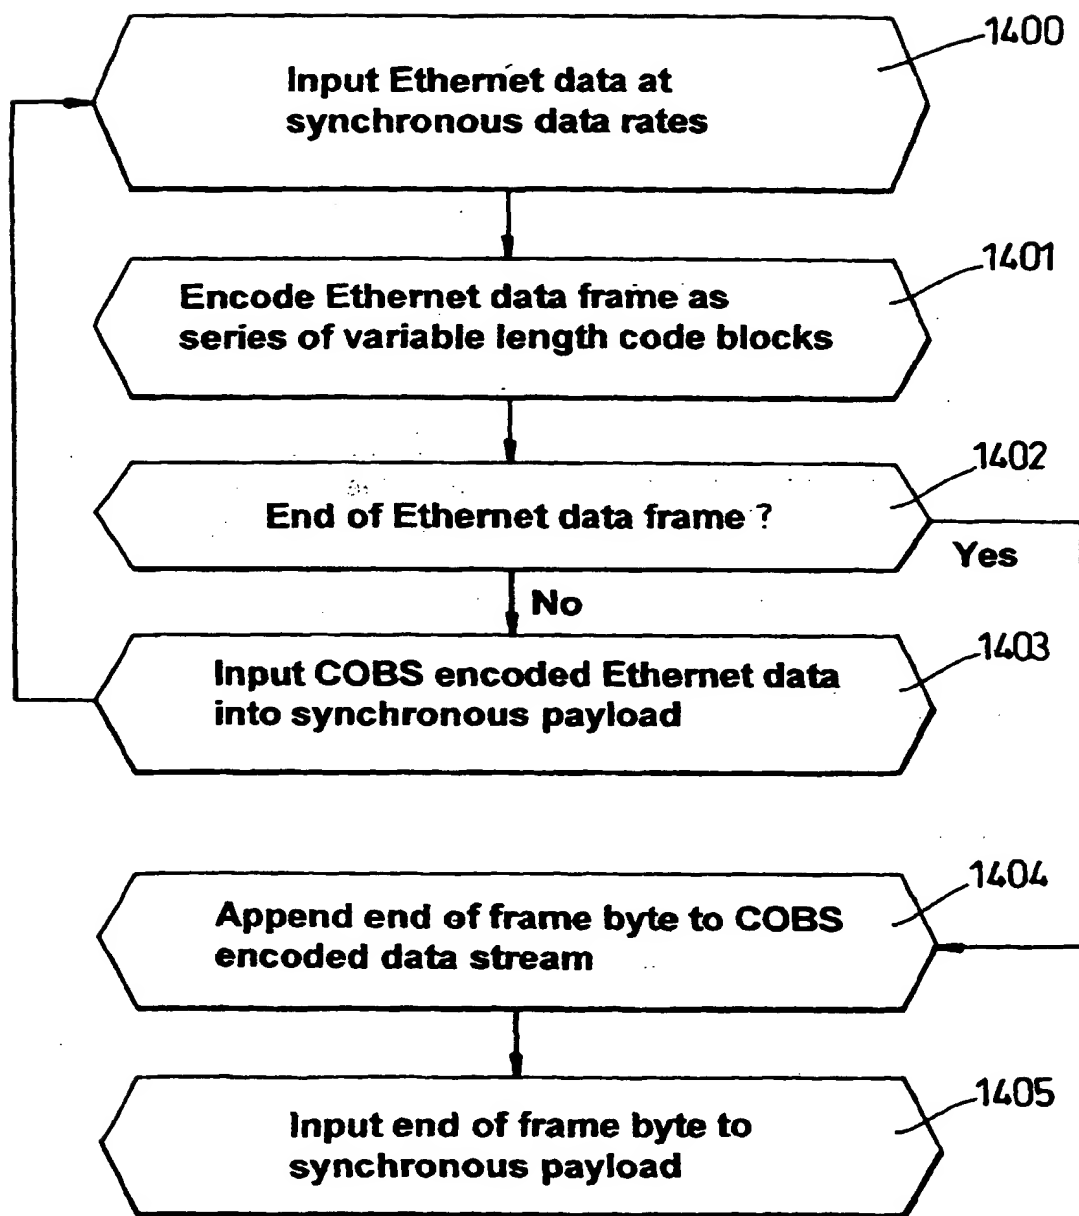 1400
Input Ethernet data at
synchronous data rates
1401
Encode Ethernet data frame as
series of variable length code blocks
1402
End of Ethernet data frame ?
Yes
No
1403
Input COBS encoded Ethernet data
into synchronous payload
1404
Append end of frame byte to COBS
encoded data stream
1405
Input end of frame byte to
synchronous payload